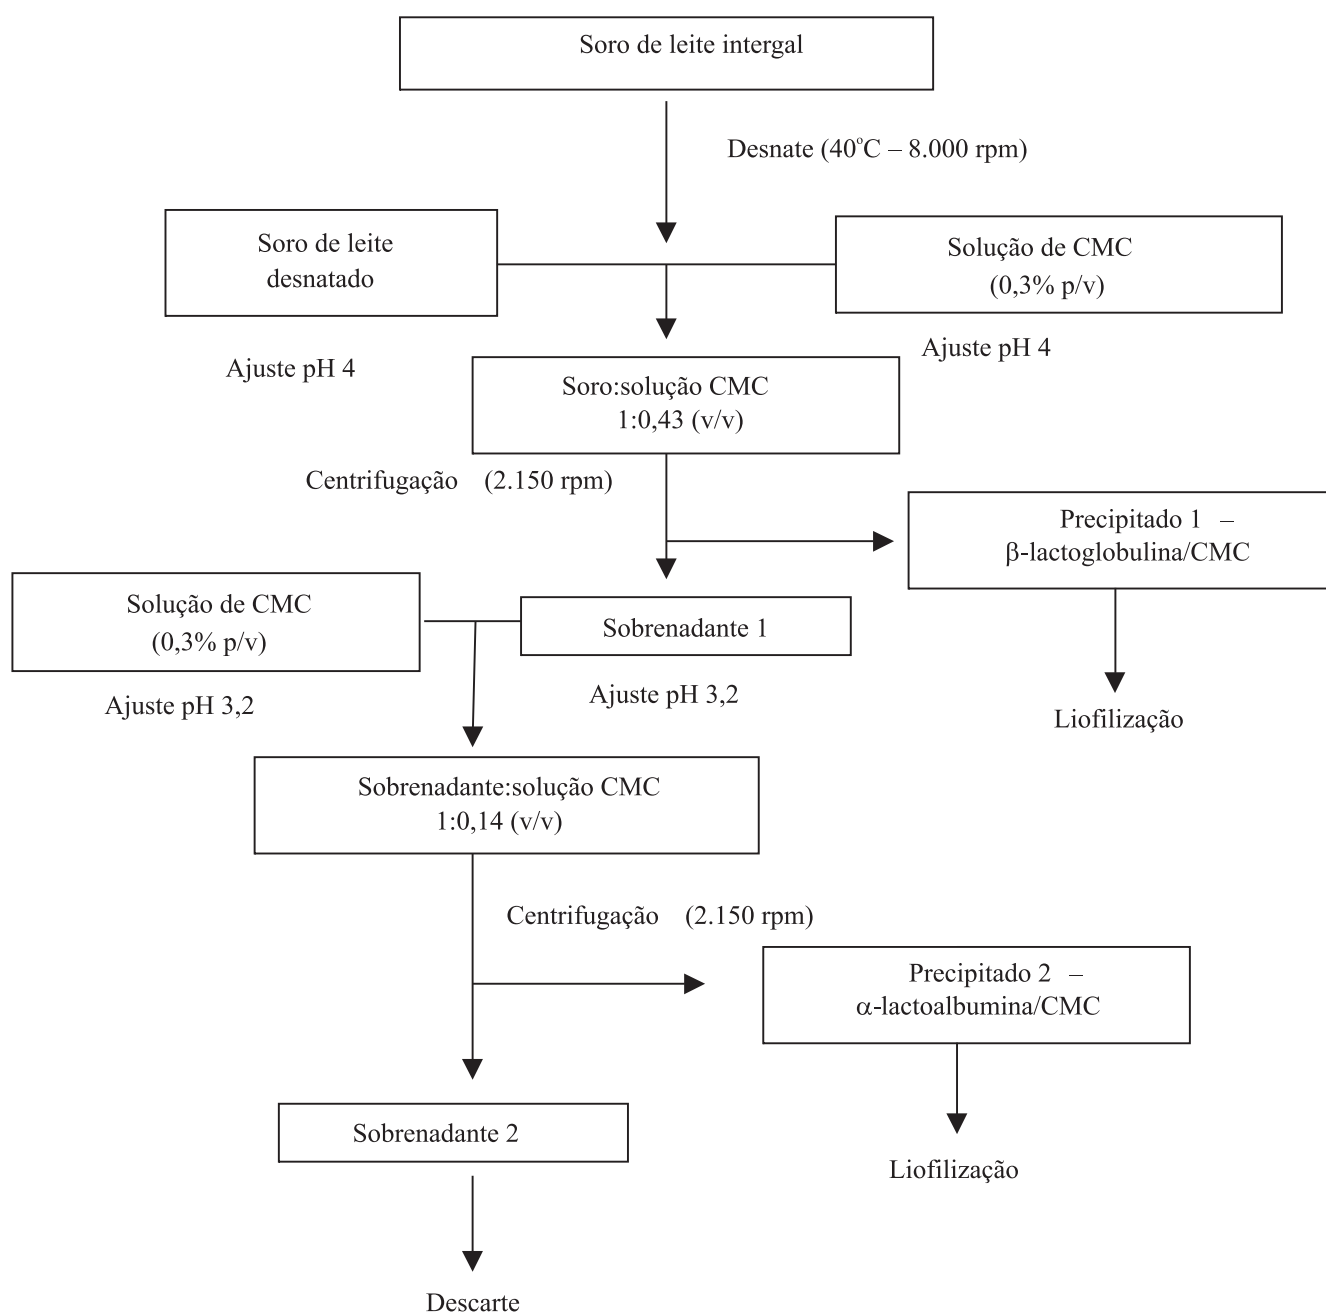 Soro de leite intergal
Desnate (40°C – 8.000 rpm)
Soro de leite
desnatado
Solução de CMC
(0,3% p/v)
Ajuste pH 4
Ajuste pH 4
Soro:solução CMC
1:0,43 (v/v)
Centrifugação (2.150 rpm)
Precipitado 1 –
β-lactoglobulina/CMC
Solução de CMC
(0,3% p/v)
Sobrenadante 1
Ajuste pH 3,2
Ajuste pH 3,2
Liofilização
Sobrenadante:solução CMC
1:0,14 (v/v)
Centrifugação (2.150 rpm)
Precipitado 2 –
α-lactoalbumina/CMC
Sobrenadante 2
Liofilização
Descarte